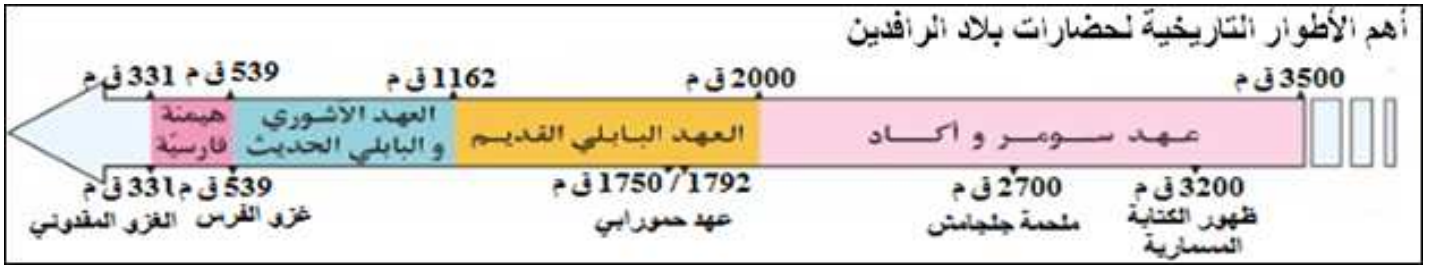 أهم الأطوار التاريخية لحضارات بلاد الرافدين
3500 ق م
2000 ق م
1162 ق م
539 ق م
331 ق م
عهد سومر و أكاد
العهد البابلي القديم
العهد الآشوري
و البابلي الحديث
هيمنة
فارسيّة
3200 ق م
2700 ق م
1792 / 1750 ق م
539 ق م
331 ق م
ظهور الكتابة
المسمارية
ملحمة جلجامش
عهد حمورابي
غزو الفرس
الغزو المقدوني